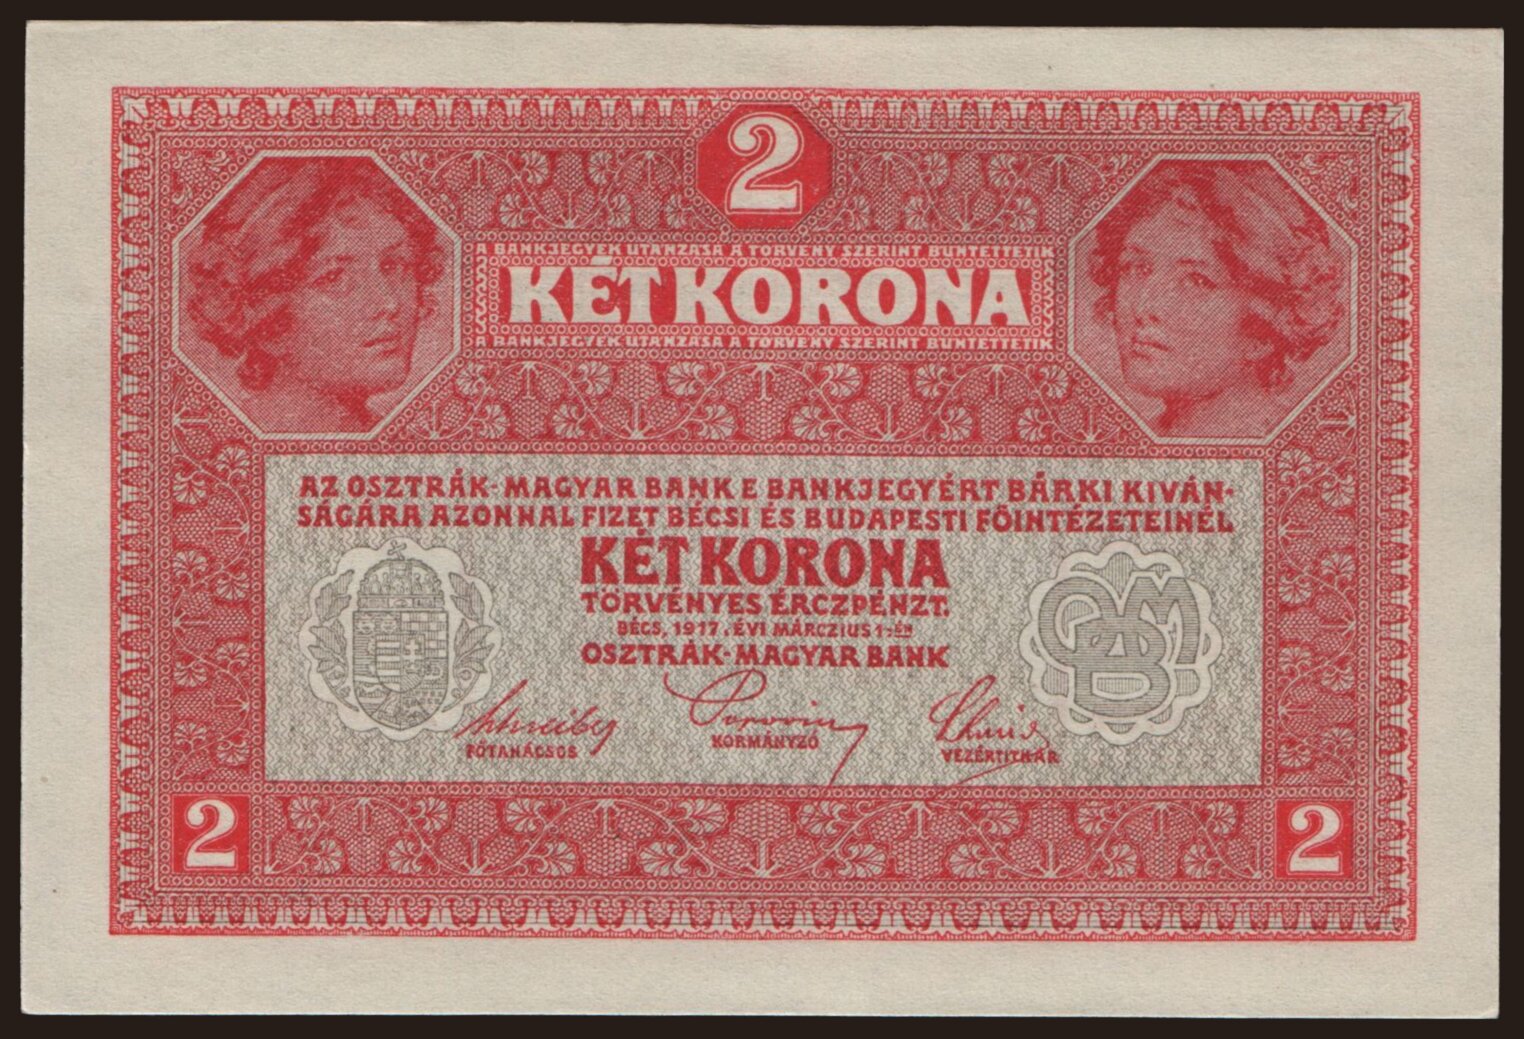 2
A BANKJEGYEK UTÁNZÁSA A TÖRVÉNY SZERINT BÜNTETTETIK
KÉT KORONA
A BANKJEGYEK UTÁNZÁSA A TÖRVÉNY SZERINT BÜNTETTETIK
AZ OSZTRÁK-MAGYAR BANK E BANKJEGYÉRT BÁRKI KIVÁN-
SÁGÁRA AZONNAL FIZET BÉCSI ÉS BUDAPESTI FŐINTÉZETEINÉL
KÉT KORONA
TÖRVÉNYES ÉRCZPÉNZT.
BÉCS, 1917. ÉVI MÁRCZIUS 1-ÉN
OSZTRÁK-MAGYAR BANK
FŐTANÁCSOS
KORMÁNYZÓ
VEZÉRTITKÁR
2
2